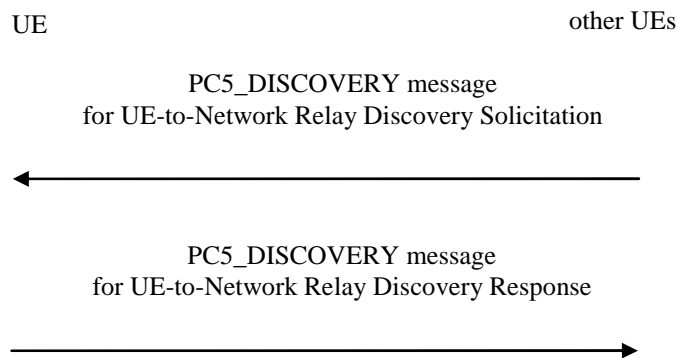 UE
other UEs
PC5_DISCOVERY message
for UE-to-Network Relay Discovery Solicitation
PC5_DISCOVERY message
for UE-to-Network Relay Discovery Response